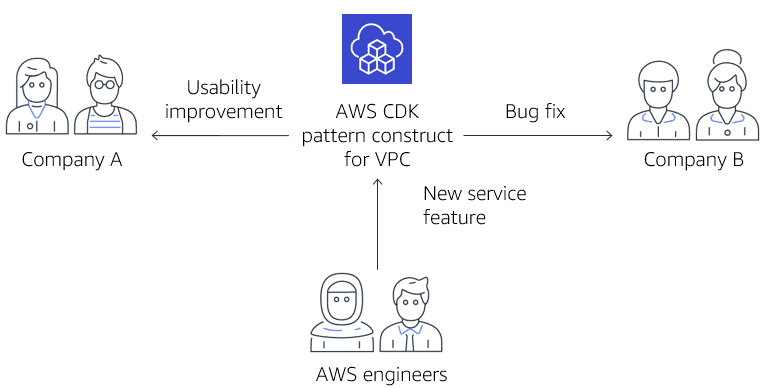 Usability
improvement
AWS CDK
pattern construct
for VPC
Bug fix
Company A
Company B
New service
feature
AWS engineers